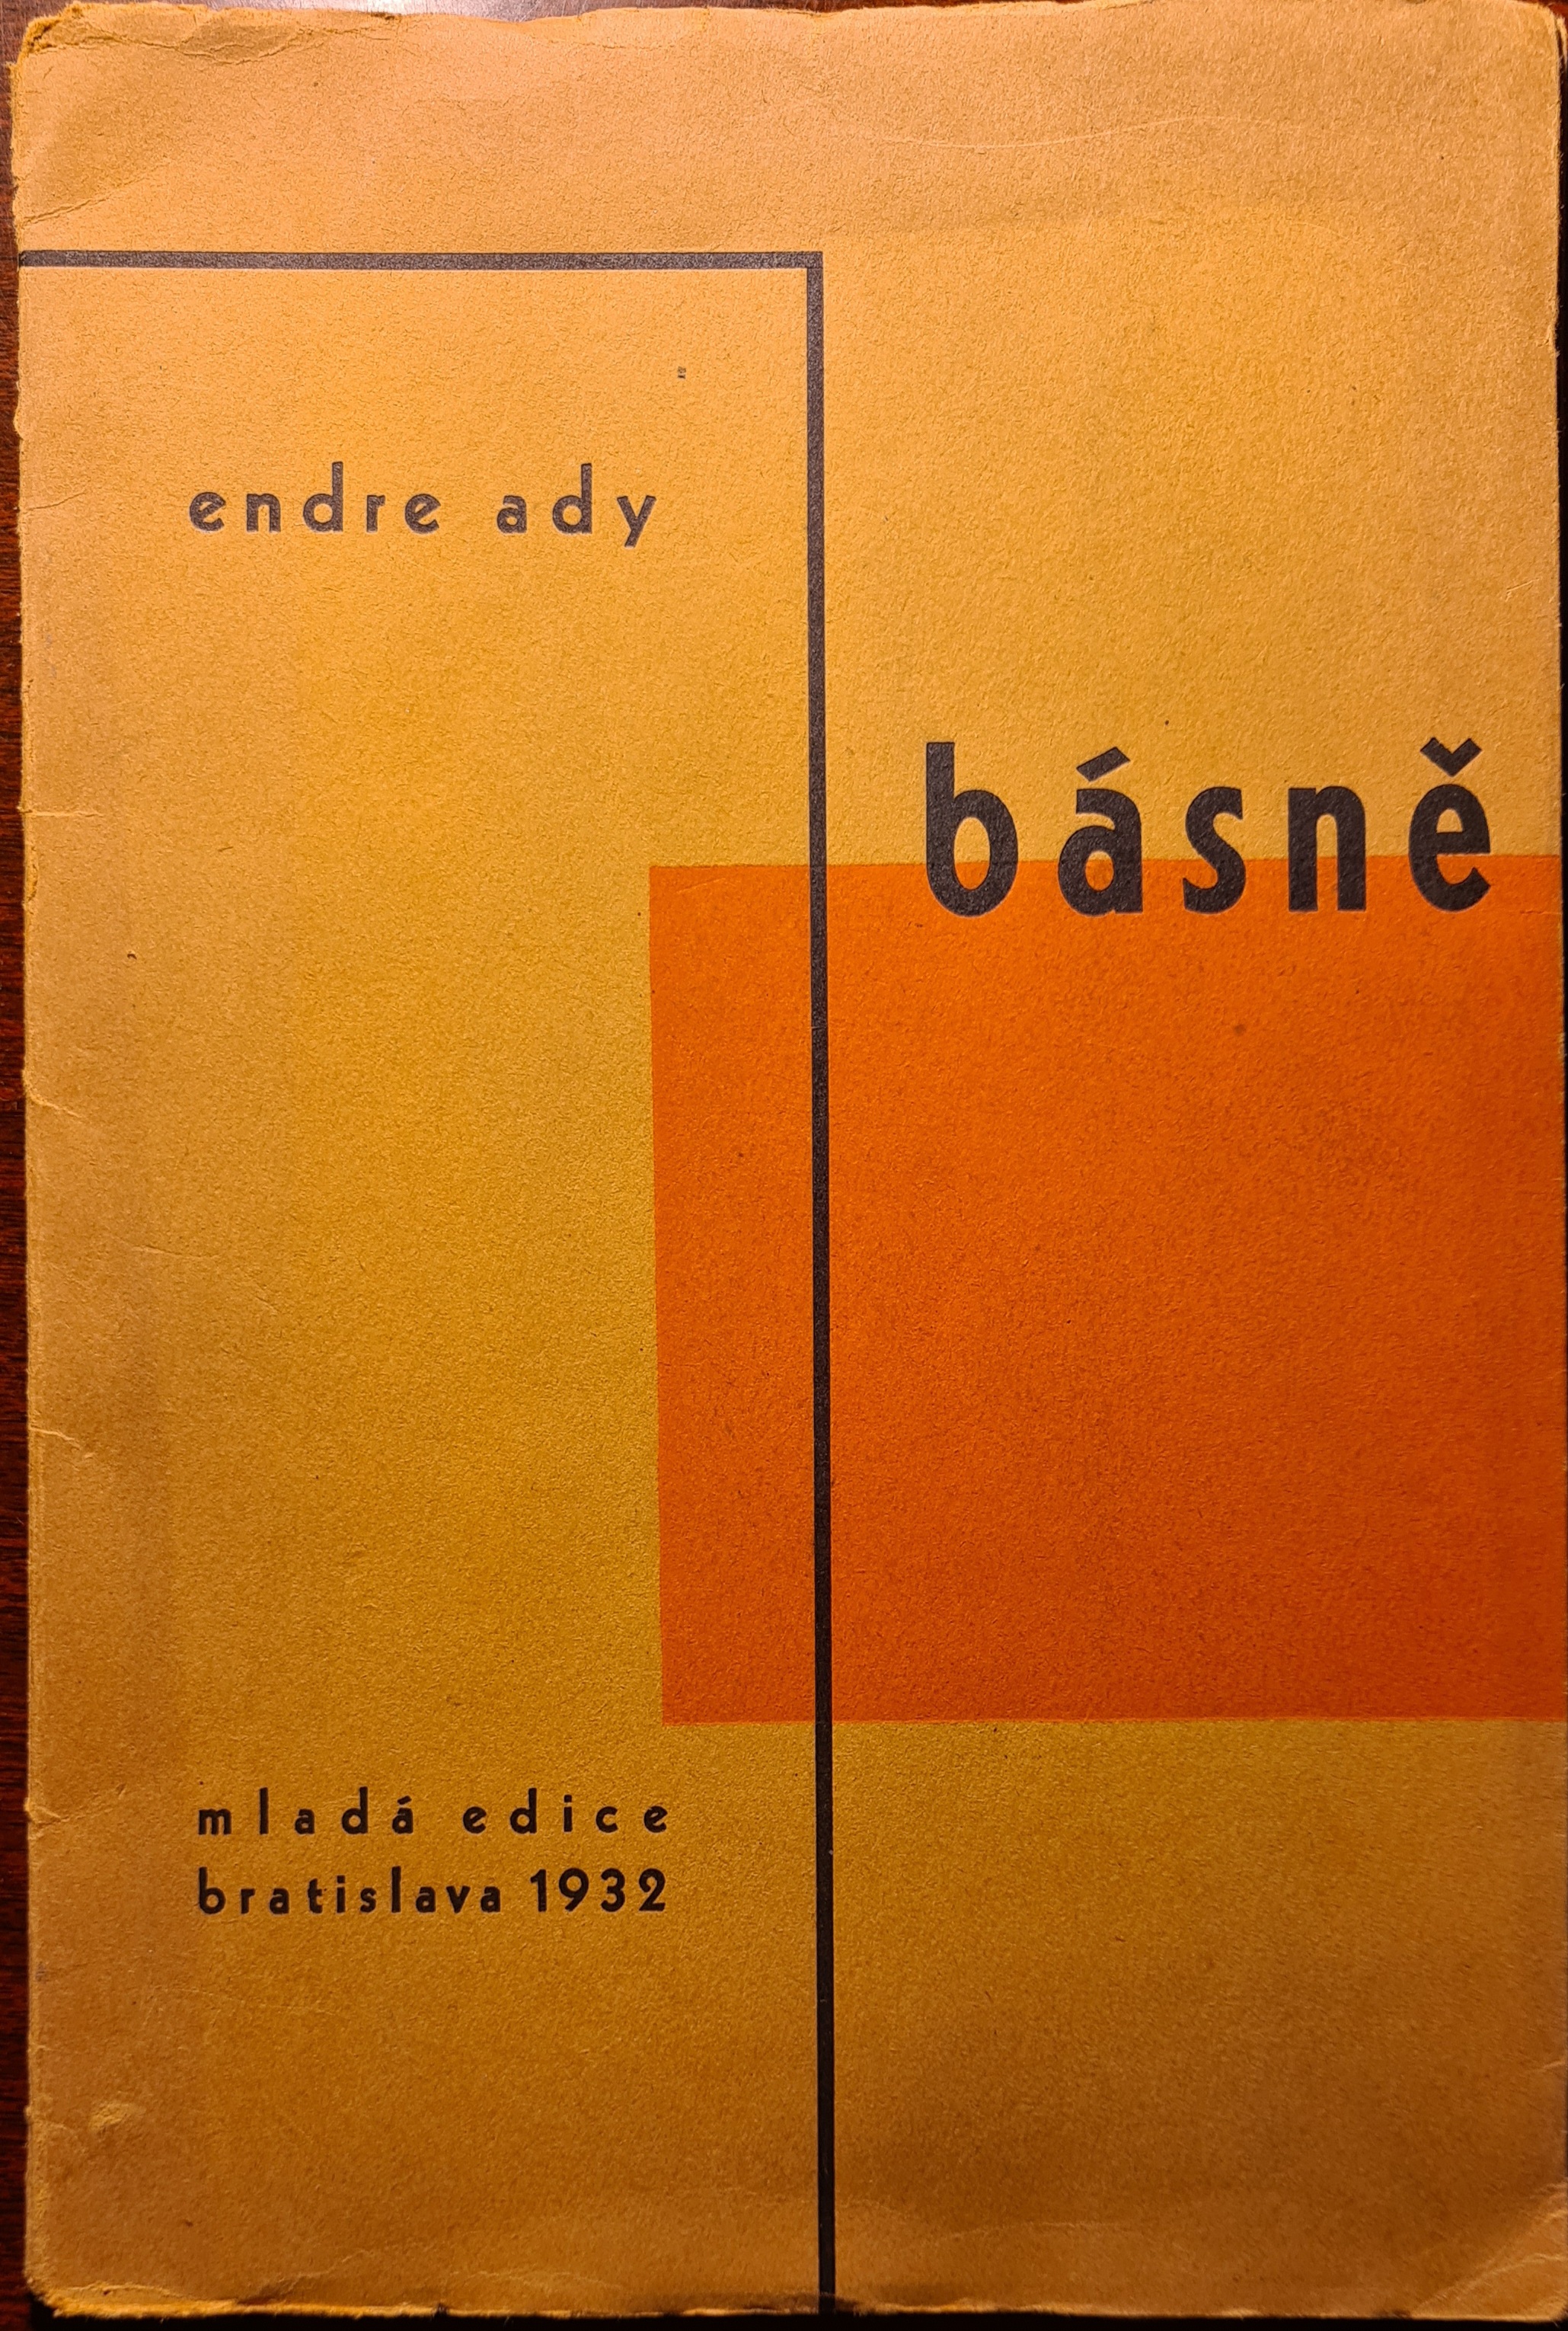 endre ady
básně
mladá edice
bratislava 1932